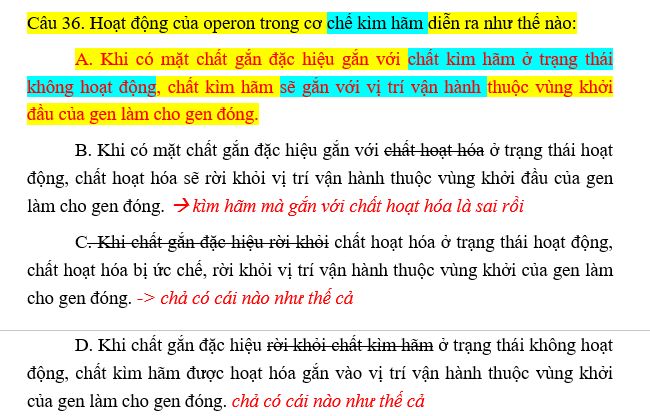 Câu 36. Hoạt động của operon trong cơ chế kìm hãm diễn ra như thế nào:
A. Khi có mặt chất gắn đặc hiệu gắn với chất kìm hãm ở trạng thái
không hoạt động, chất kìm hãm sẽ gắn với vị trí vận hành thuộc vùng khởi
đầu của gen làm cho gen đóng.
B. Khi có mặt chất gắn đặc hiệu gắn với chất hoạt hóa ở trạng thái hoạt
động, chất hoạt hóa sẽ rời khỏi vị trí vận hành thuộc vùng khởi đầu của gen
làm cho gen đóng. → kìm hãm mà gắn với chất hoạt hóa là sai rồi
C. Khi chất gắn đặc hiệu rời khỏi chất hoạt hóa ở trạng thái hoạt động,
chất hoạt hóa bị ức chế, rời khỏi vị trí vận hành thuộc vùng khởi của gen làm
cho gen đóng. -> chả có cái nào như thế cả
D. Khi chất gắn đặc hiệu rời khỏi chất kìm hãm ở trạng thái không hoạt
động, chất kìm hãm được hoạt hóa gắn vào vị trí vận hành thuộc vùng khởi
của gen làm cho gen đóng. chả có cái nào như thế cả